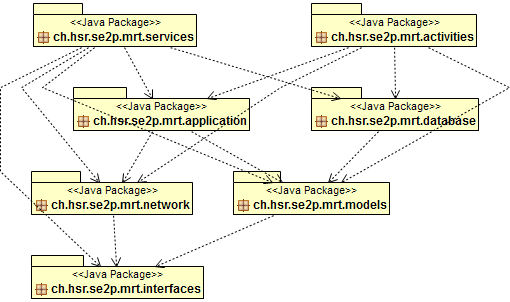 <<Java Package>>
ch.hsr.se2p.mrt.services
<<Java Package>>
ch.hsr.se2p.mrt.activities
<<Java Package>>
ch.hsr.se2p.mrt.application
<<Java Package>>
ch.hsr.se2p.mrt.database
<<Java Package>>
ch.hsr.se2p.mrt.network
<<Java Package>>
ch.hsr.se2p.mrt.models
<<Java Package>>
ch.hsr.se2p.mrt.interfaces